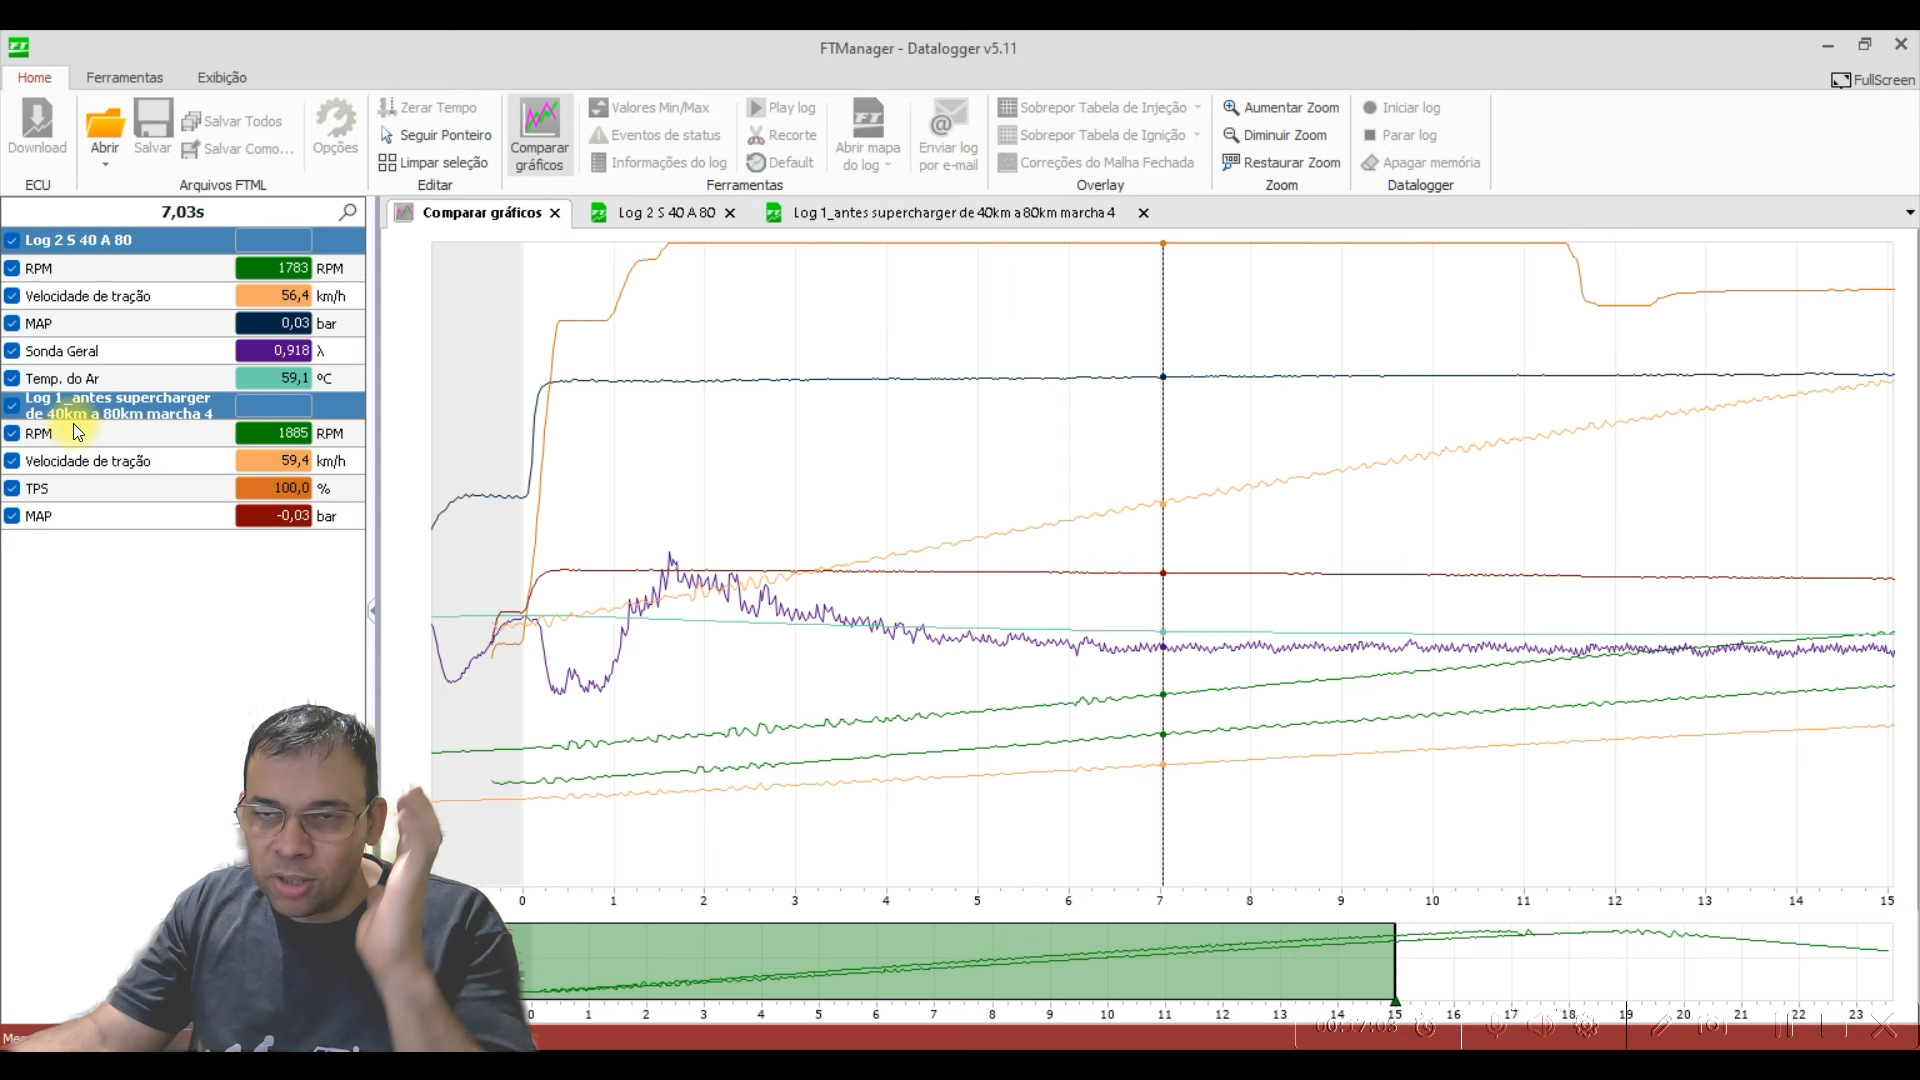 FT
FTManager - Datalogger v5.11
Home
Ferramentas
Exibição
FullScreen
Download
ECU
Abrir
Salvar
Salvar Todos
Salvar Como...
Arquivos FTML
Opções
Zerar Tempo
Seguir Ponteiro
Limpar seleção
Editar
Comparar
gráficos
Valores Min/Max
Eventos de status
Informações do log
Play log
Recorte
Default
FT
Abrir mapa
do log
@
Enviar log
por e-mail
Ferramentas
Sobrepor Tabela de Injeção
Sobrepor Tabela de Ignição
Correções do Malha Fechada
Overlay
Aumentar Zoom
Diminuir Zoom
100
Restaurar Zoom
Zoom
Iniciar log
Parar log
Apagar memória
Datalogger
7,03s
Comparar gráficos
Log 2 S 40 A 80
Log 1_antes supercharger de 40km a 80km marcha 4
Log 2 S 40 A 80
RPM 1783 RPM
Velocidade de tração 56,4 km/h
MAP 0,03 bar
Sonda Geral 0,918 λ
Temp. do Ar 59,1 ºC
Log 1_antes supercharger
de 40km a 80km marcha 4
RPM 1885 RPM
Velocidade de tração 59,4 km/h
TPS 100,0 %
MAP -0,03 bar
0 1 2 3 4 5 6 7 8 9 10 11 12 13 14 15
0 1 2 3 4 5 6 7 8 9 10 11 12 13 14 15 16 17 18 19 20 21 22 23
00:17:03